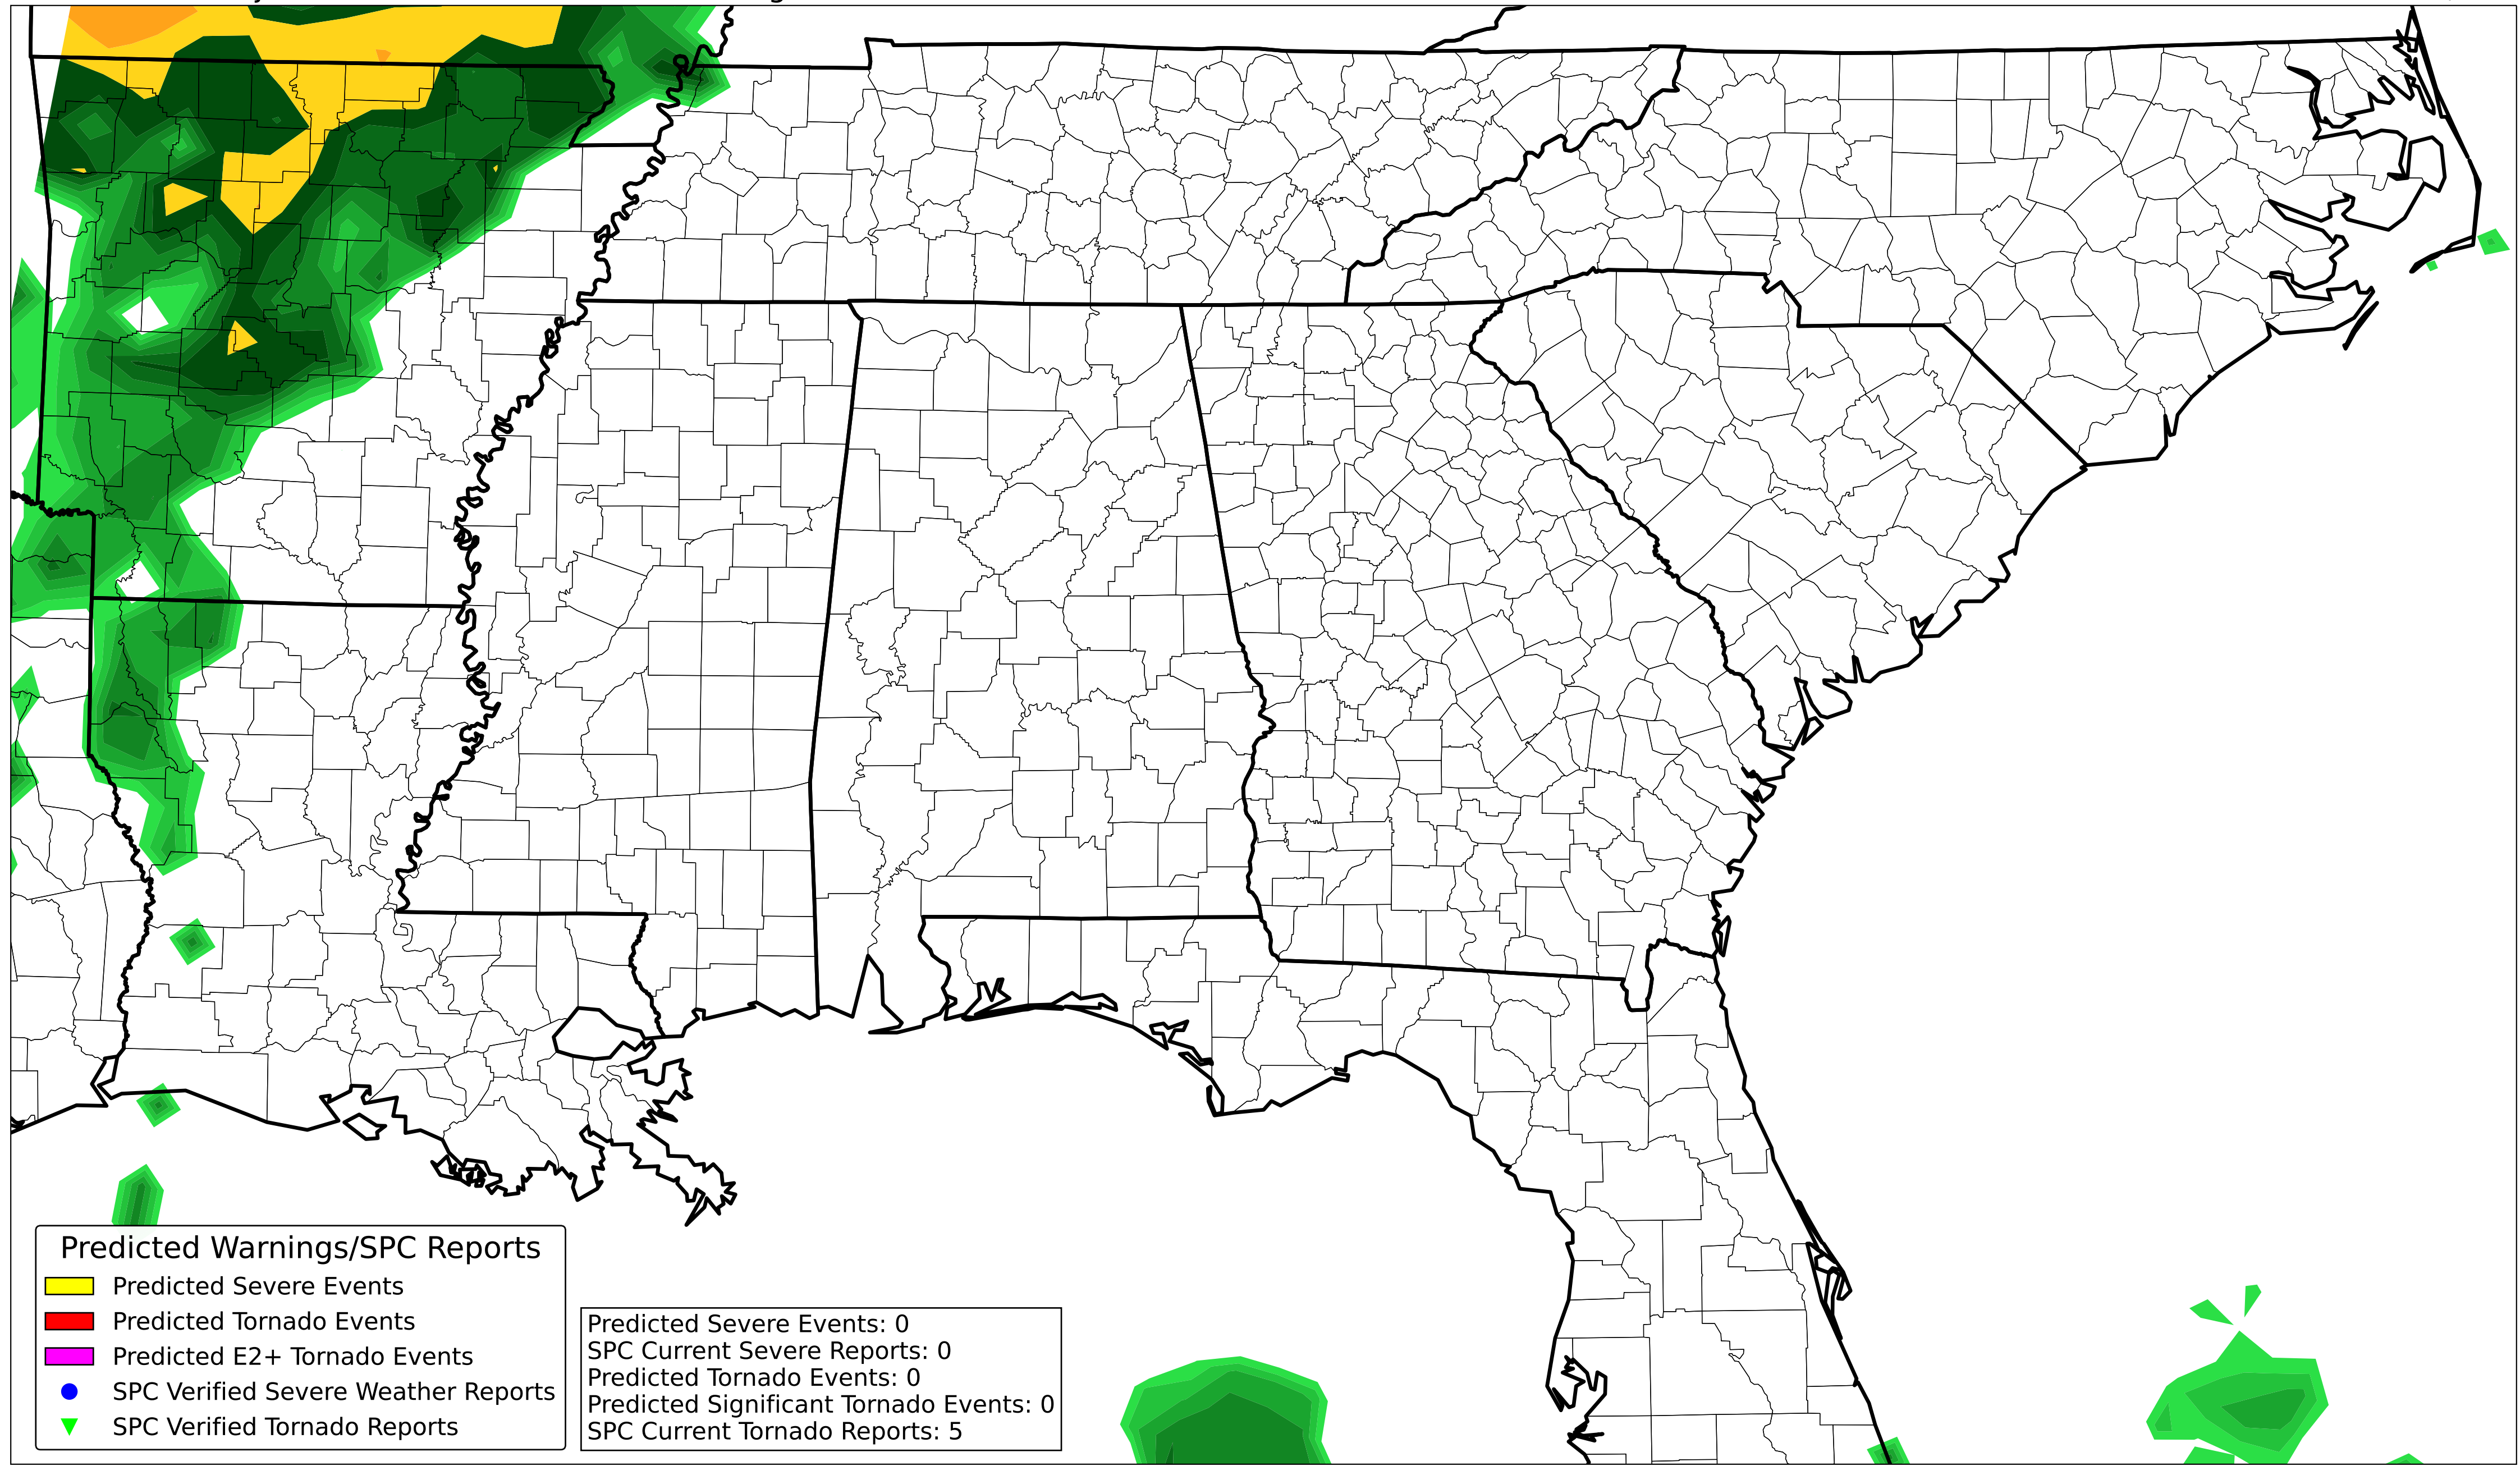 Predicted Warnings/SPC Reports
Predicted Severe Events
Predicted Tornado Events
Predicted E2+ Tornado Events
SPC Verified Severe Weather Reports
SPC Verified Tornado Reports
Predicted Severe Events: 0
SPC Current Severe Reports: 0
Predicted Tornado Events: 0
Predicted Significant Tornado Events: 0
SPC Current Tornado Reports: 5